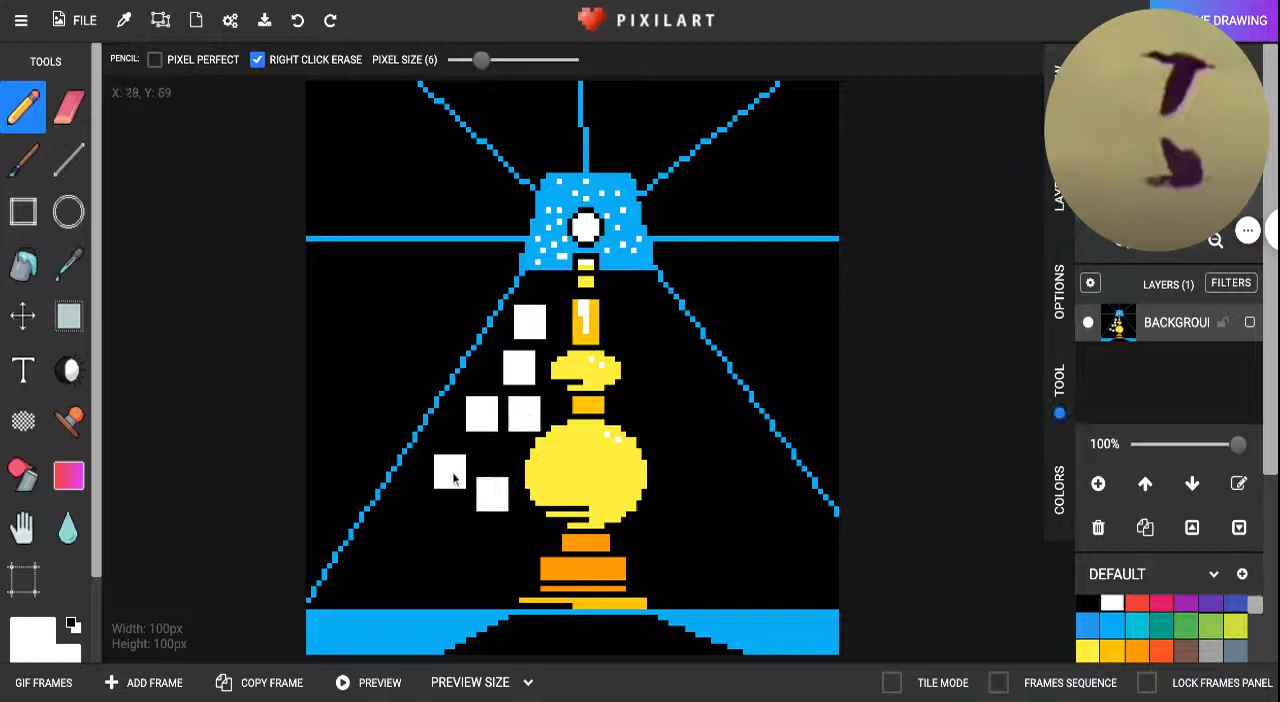 FILE
PIXILART
DRAWING
TOOLS
PENCIL:
PIXEL PERFECT
RIGHT CLICK ERASE
PIXEL SIZE (6)
X: 28, Y: 59
OPTIONS
TOOL
COLORS
LAYERS (1)
FILTERS
BACKGROU
100%
DEFAULT
Width: 100px
Height: 100px
GIF FRAMES
ADD FRAME
COPY FRAME
PREVIEW
PREVIEW SIZE
TILE MODE
FRAMES SEQUENCE
LOCK FRAMES PANEL